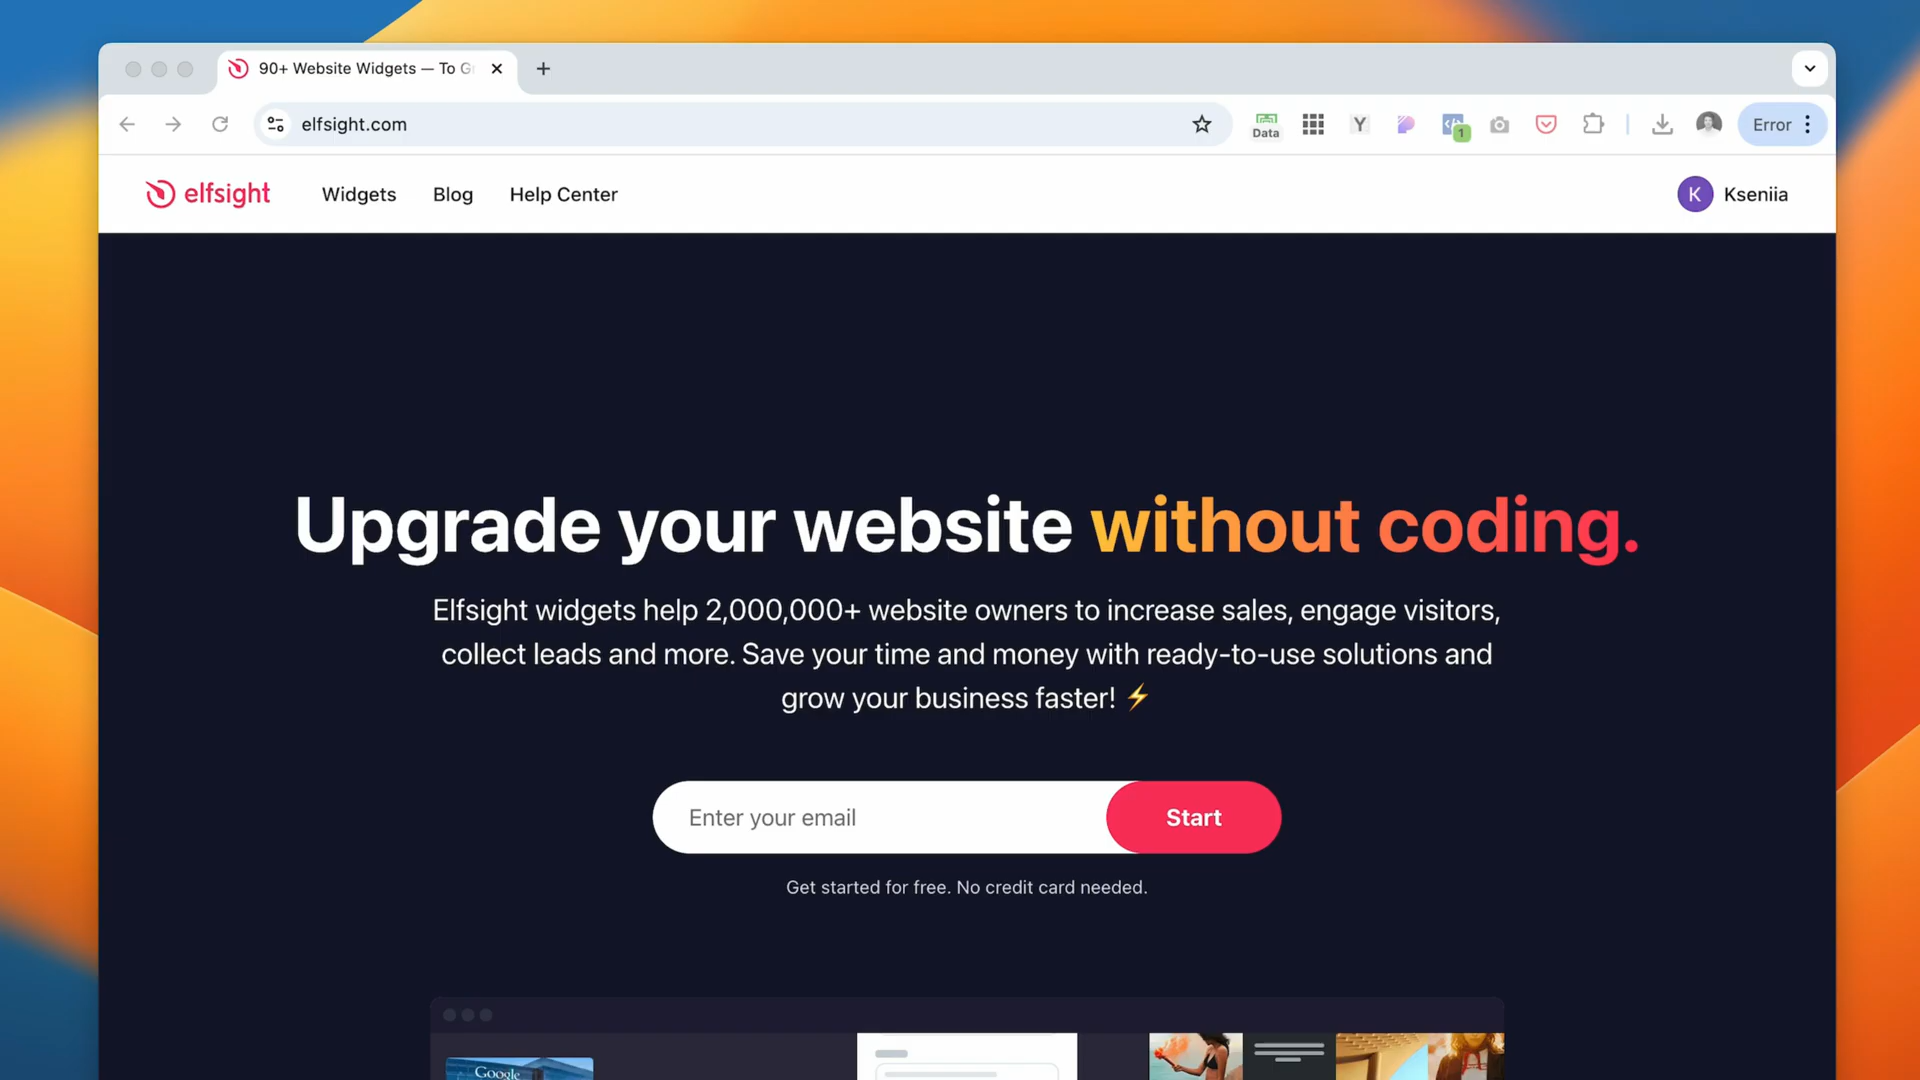 90+ Website Widgets — To G
elfsight.com
Data
Y
1
Error
elfsight
Widgets
Blog
Help Center
K
Kseniia
Upgrade your website without coding.
Elfsight widgets help 2,000,000+ website owners to increase sales, engage visitors,
collect leads and more. Save your time and money with ready-to-use solutions and
grow your business faster! ⚡
Enter your email
Start
Get started for free. No credit card needed.
Google